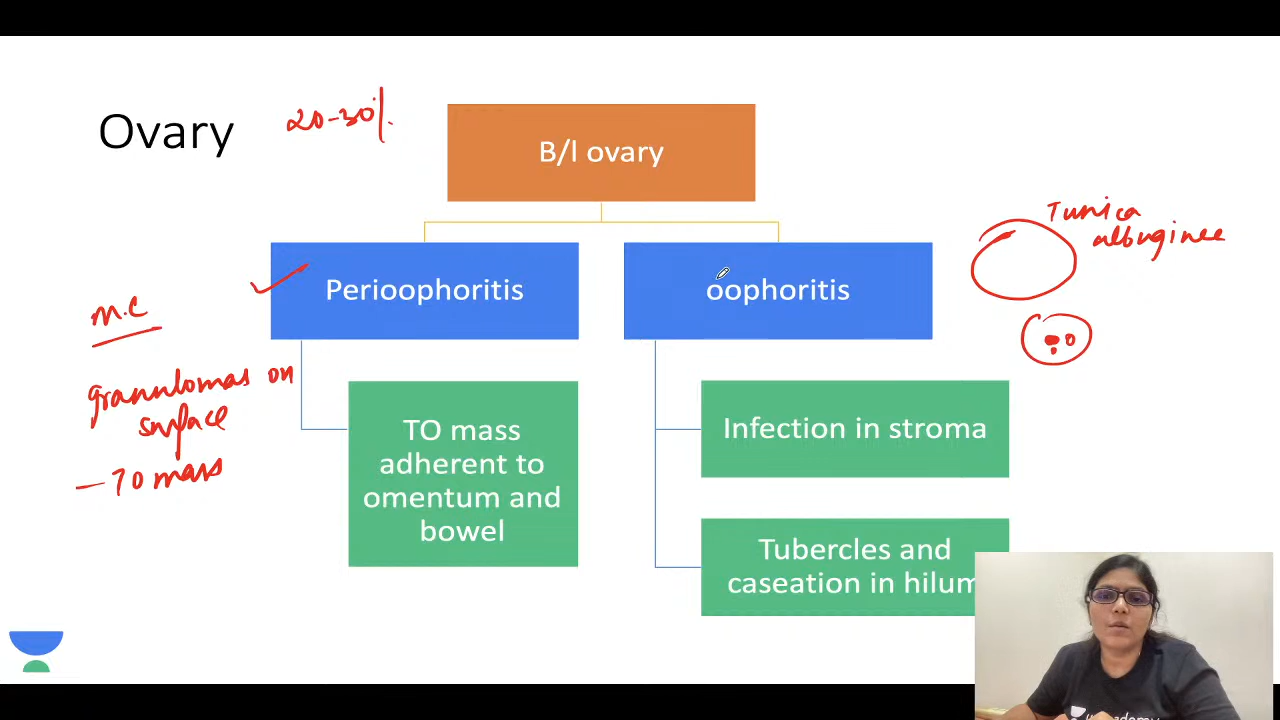 Ovary
20-30%.
B/l ovary
Tunica
albuginee
Perioophoritis
oophoritis
M.C
granulomas on
surface
- TO mass
TO mass
adherent to
omentum and
bowel
Infection in stroma
Tubercles and
caseation in hilum